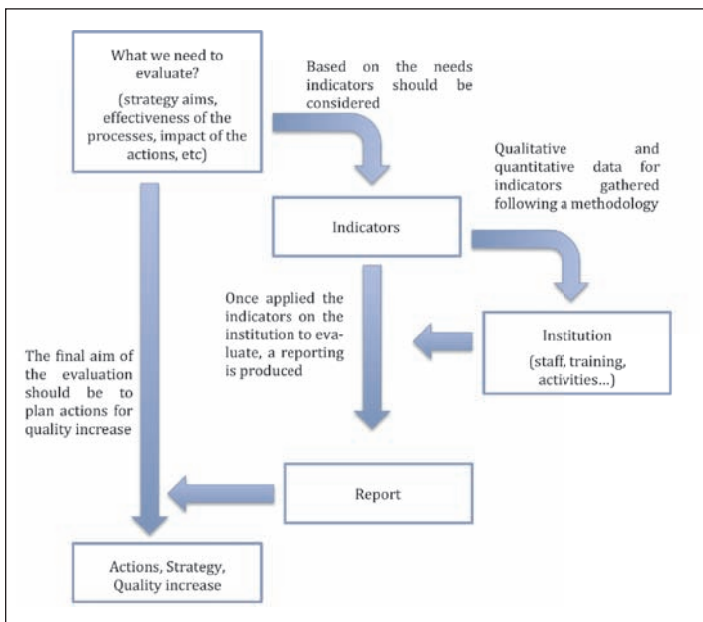 What we need to
evaluate?
(strategy aims,
effectiveness of the
processes, impact of the
actions, etc)
Based on the needs
indicators should be
considered
Qualitative and
quantitative data for
indicators gathered
following a methodology
Indicators
Once applied the
indicators on the
institution to eva-
luate, a reporting
is produced
Institution
(staff, training,
activities...)
The final aim of
the evaluation
should be to
plan actions for
quality increase
Report
Actions, Strategy,
Quality increase